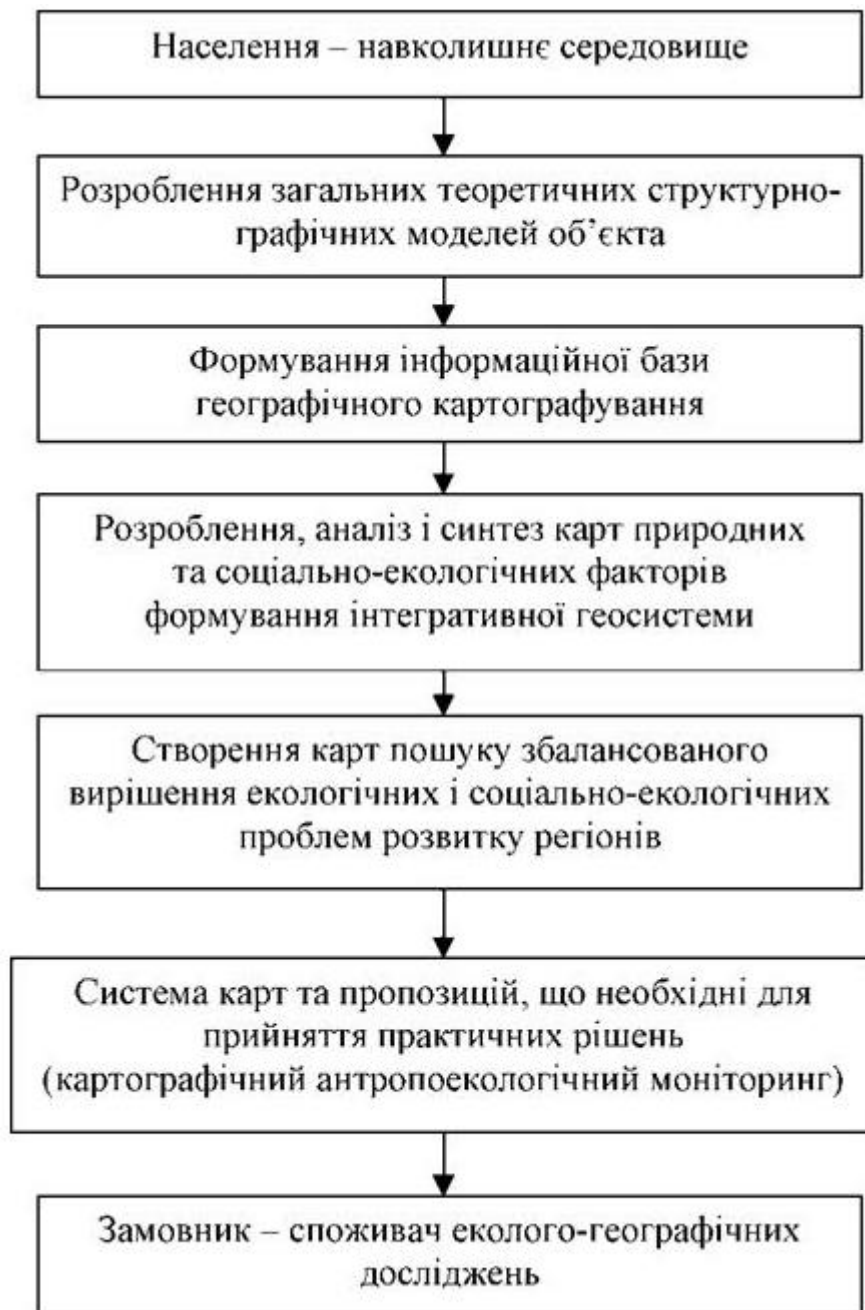 Населення – навколишнє середовище
Розроблення загальних теоретичних структурно-
графічних моделей об’єкта
Формування інформаційної бази
географічного картографування
Розроблення, аналіз і синтез карт природних
та соціально-екологічних факторів
формування інтегративної геосистеми
Створення карт пошуку збалансованого
вирішення екологічних і соціально-екологічних
проблем розвитку регіонів
Система карт та пропозицій, що необхідні для
прийняття практичних рішень
(картографічний антропоекологічний моніторинг)
Замовник – споживач еколого-географічних
досліджень